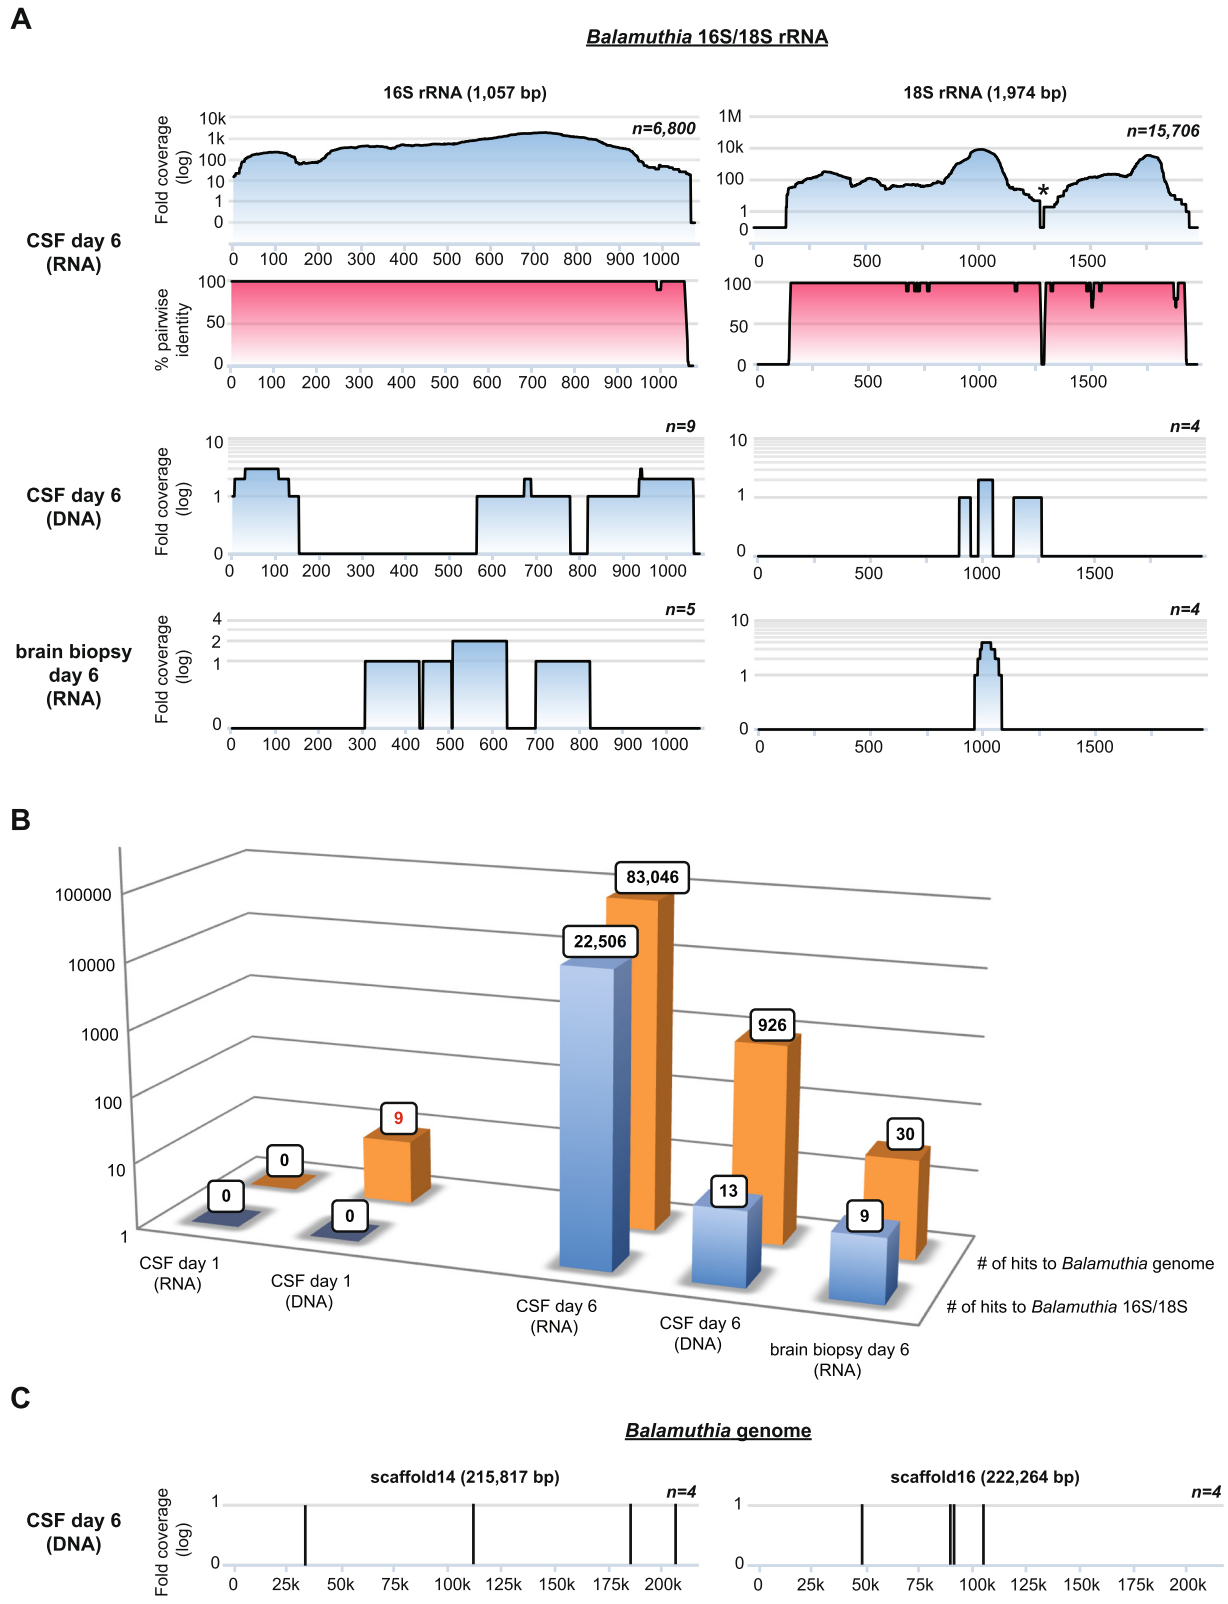 A
Balamuthia 16S/18S rRNA
16S rRNA (1,057 bp)
18S rRNA (1,974 bp)
CSF day 6
(RNA)
Fold coverage
(log)
10k
1k
100
10
1
0
n=6,800
0 100 200 300 400 500 600 700 800 900 1000
1M
10k
100
1
0
n=15,706
*
0 500 1000 1500
% pairwise
identity
100
50
0
0 100 200 300 400 500 600 700 800 900 1000
100
50
0
0 500 1000 1500
CSF day 6
(DNA)
Fold coverage
(log)
10
1
0
n=9
0 100 200 300 400 500 600 700 800 900 1000
10
1
0
n=4
0 500 1000 1500
brain biopsy
day 6
(RNA)
Fold coverage
(log)
4
2
1
0
n=5
0 100 200 300 400 500 600 700 800 900 1000
10
1
0
n=4
0 500 1000 1500
B
100000
10000
1000
100
10
1
83,046
22,506
926
9
30
0
13
0
0
9
CSF day 1
(RNA)
CSF day 1
(DNA)
CSF day 6
(RNA)
CSF day 6
(DNA)
brain biopsy day 6
(RNA)
# of hits to Balamuthia genome
# of hits to Balamuthia 16S/18S
C
Balamuthia genome
scaffold14 (215,817 bp)
scaffold16 (222,264 bp)
CSF day 6
(DNA)
Fold coverage
(log)
1
0
n=4
0 25k 50k 75k 100k 125k 150k 175k 200k
1
0
n=4
0 25k 50k 75k 100k 125k 150k 175k 200k